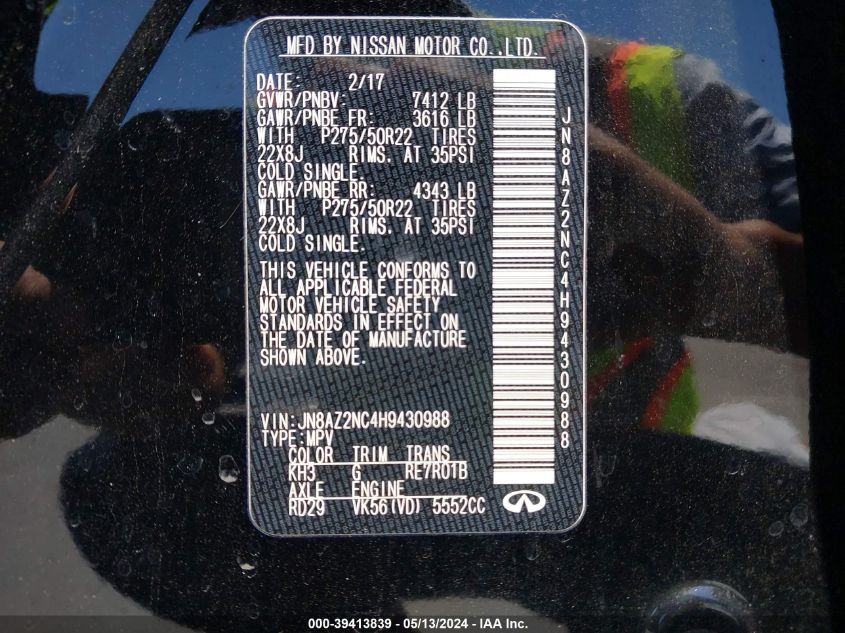 MFD BY NISSAN MOTOR CO.,LTD.
DATE: 2/17
GVWR/PNBV: 7412 LB
GAWR/PNBE FR: 3616 LB
WITH P275/50R22 TIRES
22X8J RIMS. AT 35PSI
COLD SINGLE.
GAWR/PNBE RR: 4343 LB
WITH P275/50R22 TIRES
22X8J RIMS. AT 35PSI
COLD SINGLE.
THIS VEHICLE CONFORMS TO
ALL APPLICABLE FEDERAL
MOTOR VEHICLE SAFETY
STANDARDS IN EFFECT ON
THE DATE OF MANUFACTURE
SHOWN ABOVE.
VIN:JN8AZ2NC4H9430988
TYPE:MPV
COLOR TRIM TRANS
KH3 G RE7R01B
AXLE ENGINE
RD29 VK56(VD) 5552CC
JN8AZ2NC4H9430988
000-39413839 - 05/13/2024 - IAA Inc.